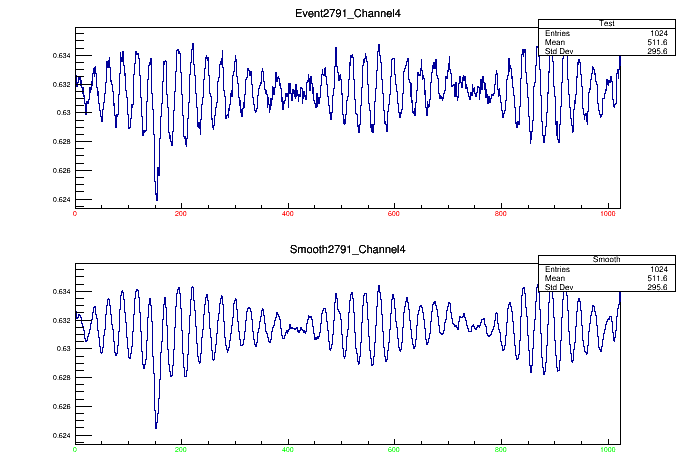 Event2791_Channel4
Test
Entries 1024
Mean 511.6
Std Dev 295.6
0.634
0.632
0.63
0.628
0.626
0.624
0 200 400 600 800 1000
Smooth2791_Channel4
Smooth
Entries 1024
Mean 511.6
Std Dev 295.6
0.634
0.632
0.63
0.628
0.626
0.624
0 200 400 600 800 1000